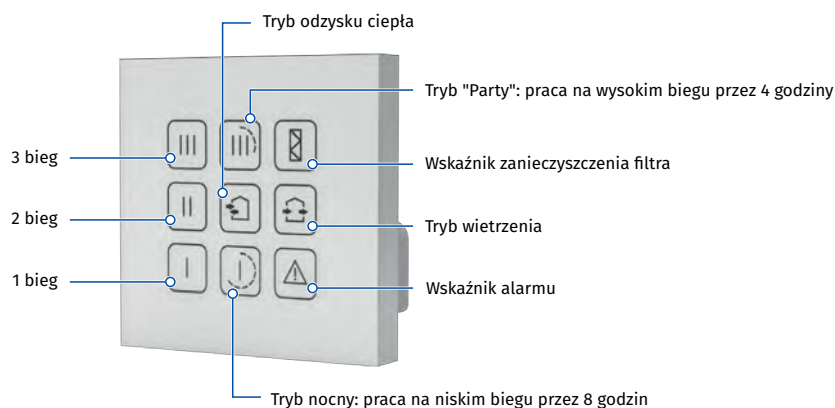 Tryb odzysku ciepła
Tryb "Party": praca na wysokim biegu przez 4 godziny
3 bieg
Wskaźnik zanieczyszczenia filtra
2 bieg
Tryb wietrzenia
1 bieg
Wskaźnik alarmu
Tryb nocny: praca na niskim biegu przez 8 godzin